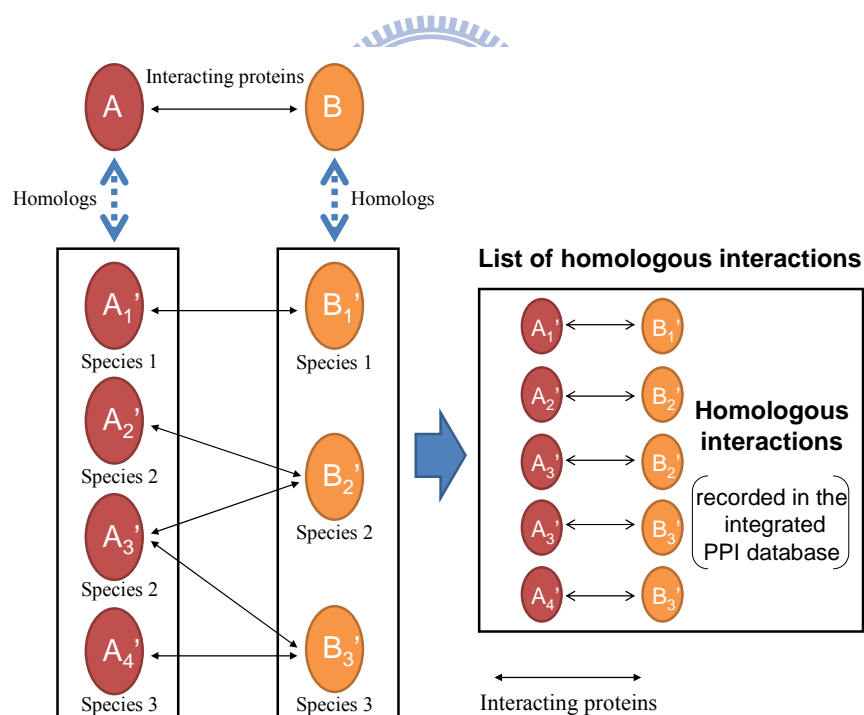 Interacting proteins
A
B
Homologs
Homologs
A1’
B1’
Species 1
Species 1
A2’
Species 2
B2’
Species 2
A3’
Species 2
A4’
B3’
Species 3
Species 3
List of homologous interactions
A1’
B1’
A2’
B2’
A3’
B2’
A3’
B3’
A4’
B3’
Homologous
interactions
recorded in the
integrated
PPI database
Interacting proteins